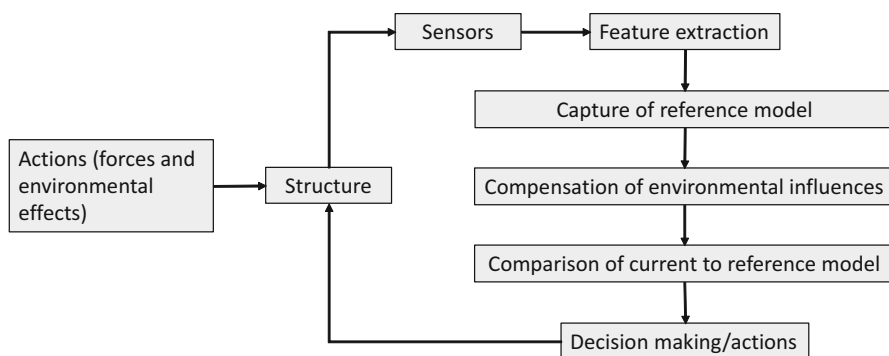 Sensors
Feature extraction
Capture of reference model
Actions (forces and
environmental
effects)
Structure
Compensation of environmental influences
Comparison of current to reference model
Decision making/actions